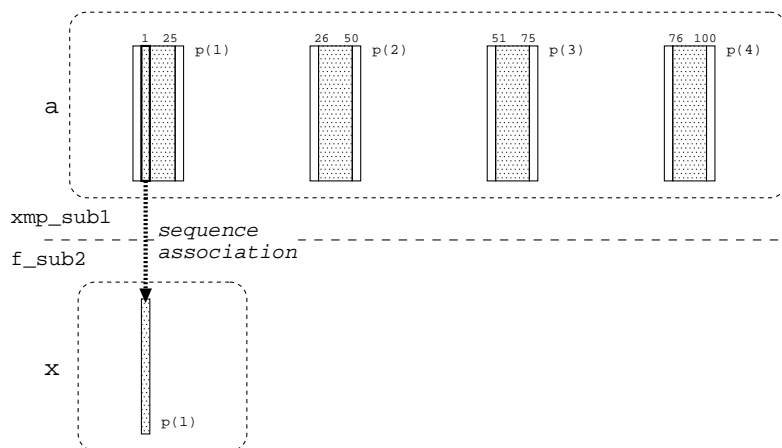 1 25 p(1) 26 50 p(2) 51 75 p(3) 76 100 p(4)
a
xmp_sub1
sequence
association
f_sub2
x
p(1)